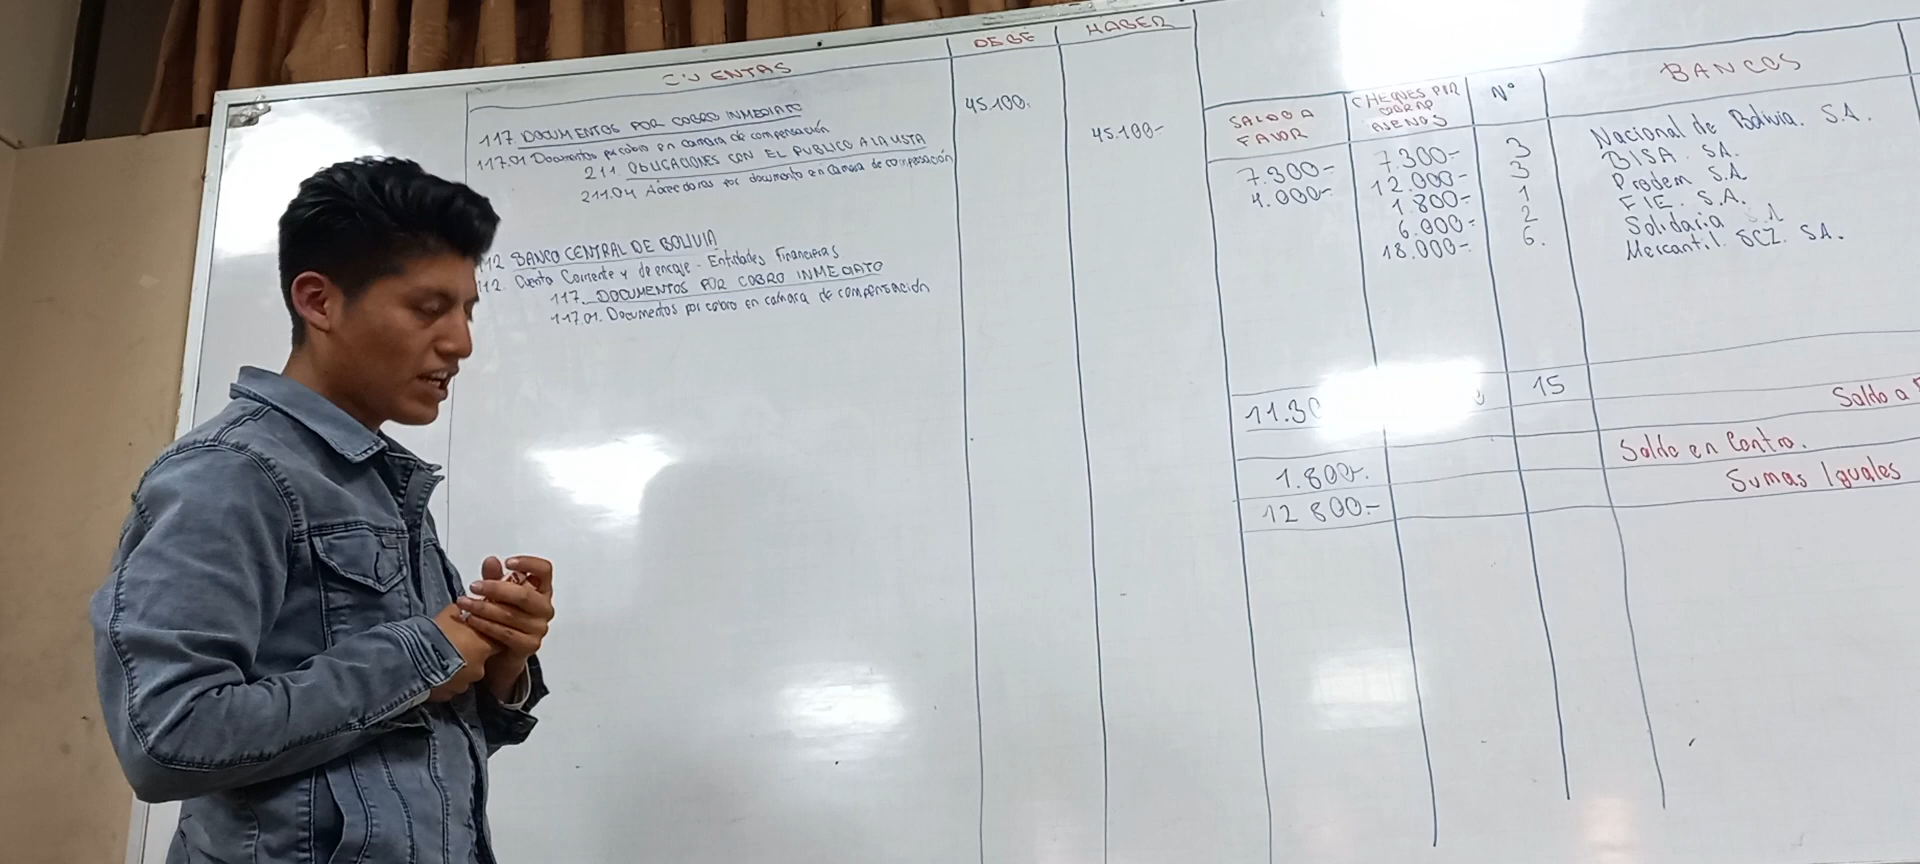 CUENTAS
DEBE
HABER
117 DOCUMENTOS POR COBRO INMEDIATO
45.100.
117.01 Documentos por cobro en camara de compensación
45.100-
211 OBLIGACIONES CON EL PUBLICO A LA VISTA
211.04 Acreedores por documento en camara de compensación
112 BANCO CENTRAL DE BOLIVIA
112. Cuenta Corriente y de encaje - Entidades Financieras
117. DOCUMENTOS POR COBRO INMEDIATO
117.01. Documentos por cobro en camara de compensación
SALDO A FAVOR
CHEQUES POR COBRAR AJENOS
N°
BANCOS
7.300- 7.300- 3 Nacional de Bolivia. S.A.
4.000- 12.000- 3 BISA. SA.
1.800- 1 Prodem S.A.
6.000- 2 FIE. S.A.
18.000- 6. Solidaria
Mercantil SCZ. SA.
11.30
15
Saldo a
1.800-.
Saldo en Contra.
12 800-
Sumas Iguales